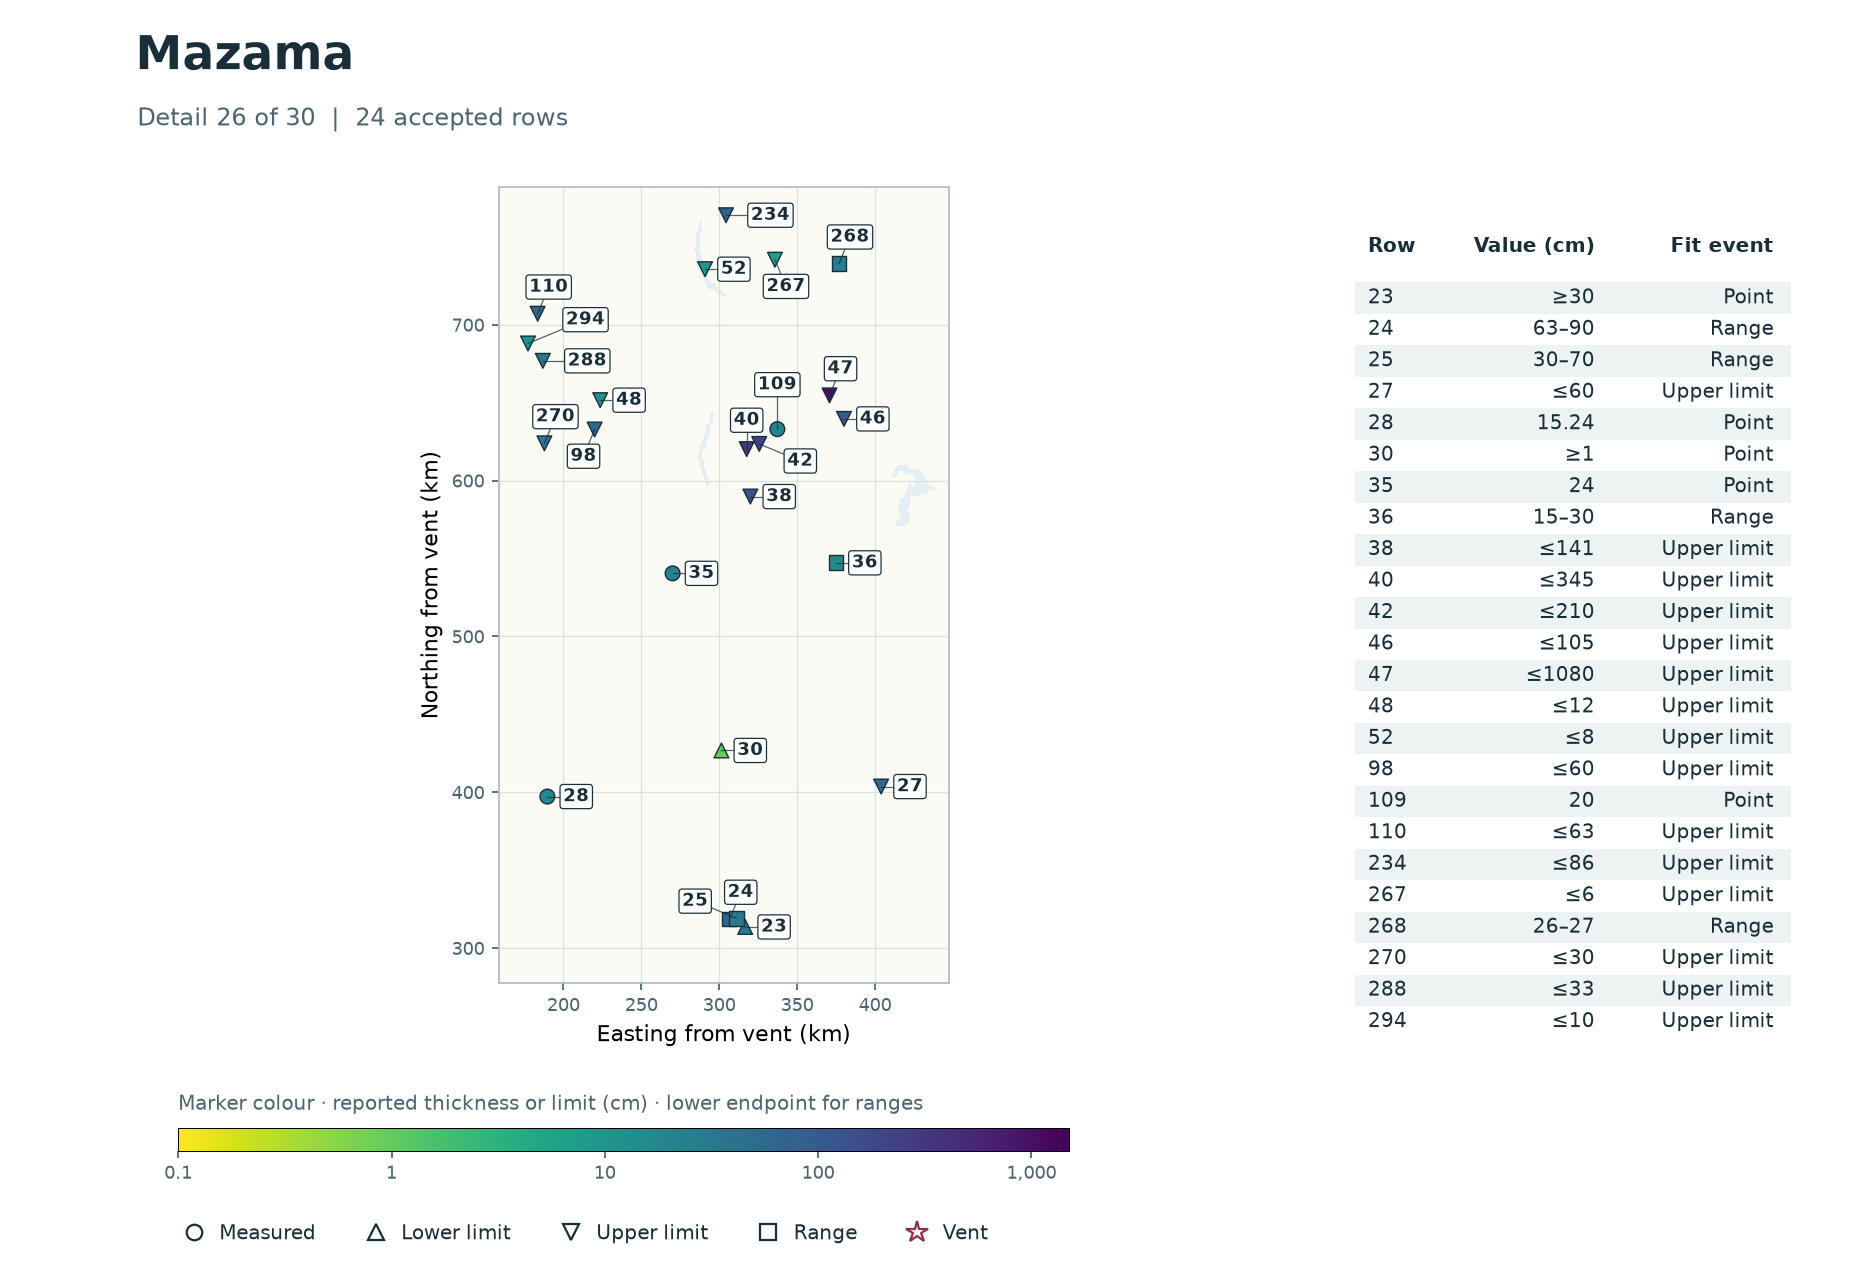 Mazama
Detail 26 of 30 | 24 accepted rows
234
268
52
267
110
294
288
47
109
48
270
40
46
98
42
38
36
35
30
27
28
24
25
23
700
600
500
400
300
Northing from vent (km)
200 250 300 350 400
Easting from vent (km)
Row Value (cm) Fit event
23 ≥30 Point
24 63–90 Range
25 30–70 Range
27 ≤60 Upper limit
28 15.24 Point
30 ≥1 Point
35 24 Point
36 15–30 Range
38 ≤141 Upper limit
40 ≤345 Upper limit
42 ≤210 Upper limit
46 ≤105 Upper limit
47 ≤1080 Upper limit
48 ≤12 Upper limit
52 ≤8 Upper limit
98 ≤60 Upper limit
109 20 Point
110 ≤63 Upper limit
234 ≤86 Upper limit
267 ≤6 Upper limit
268 26–27 Range
270 ≤30 Upper limit
288 ≤33 Upper limit
294 ≤10 Upper limit
Marker colour · reported thickness or limit (cm) · lower endpoint for ranges
0.1 1 10 100 1,000
Measured Lower limit Upper limit Range Vent